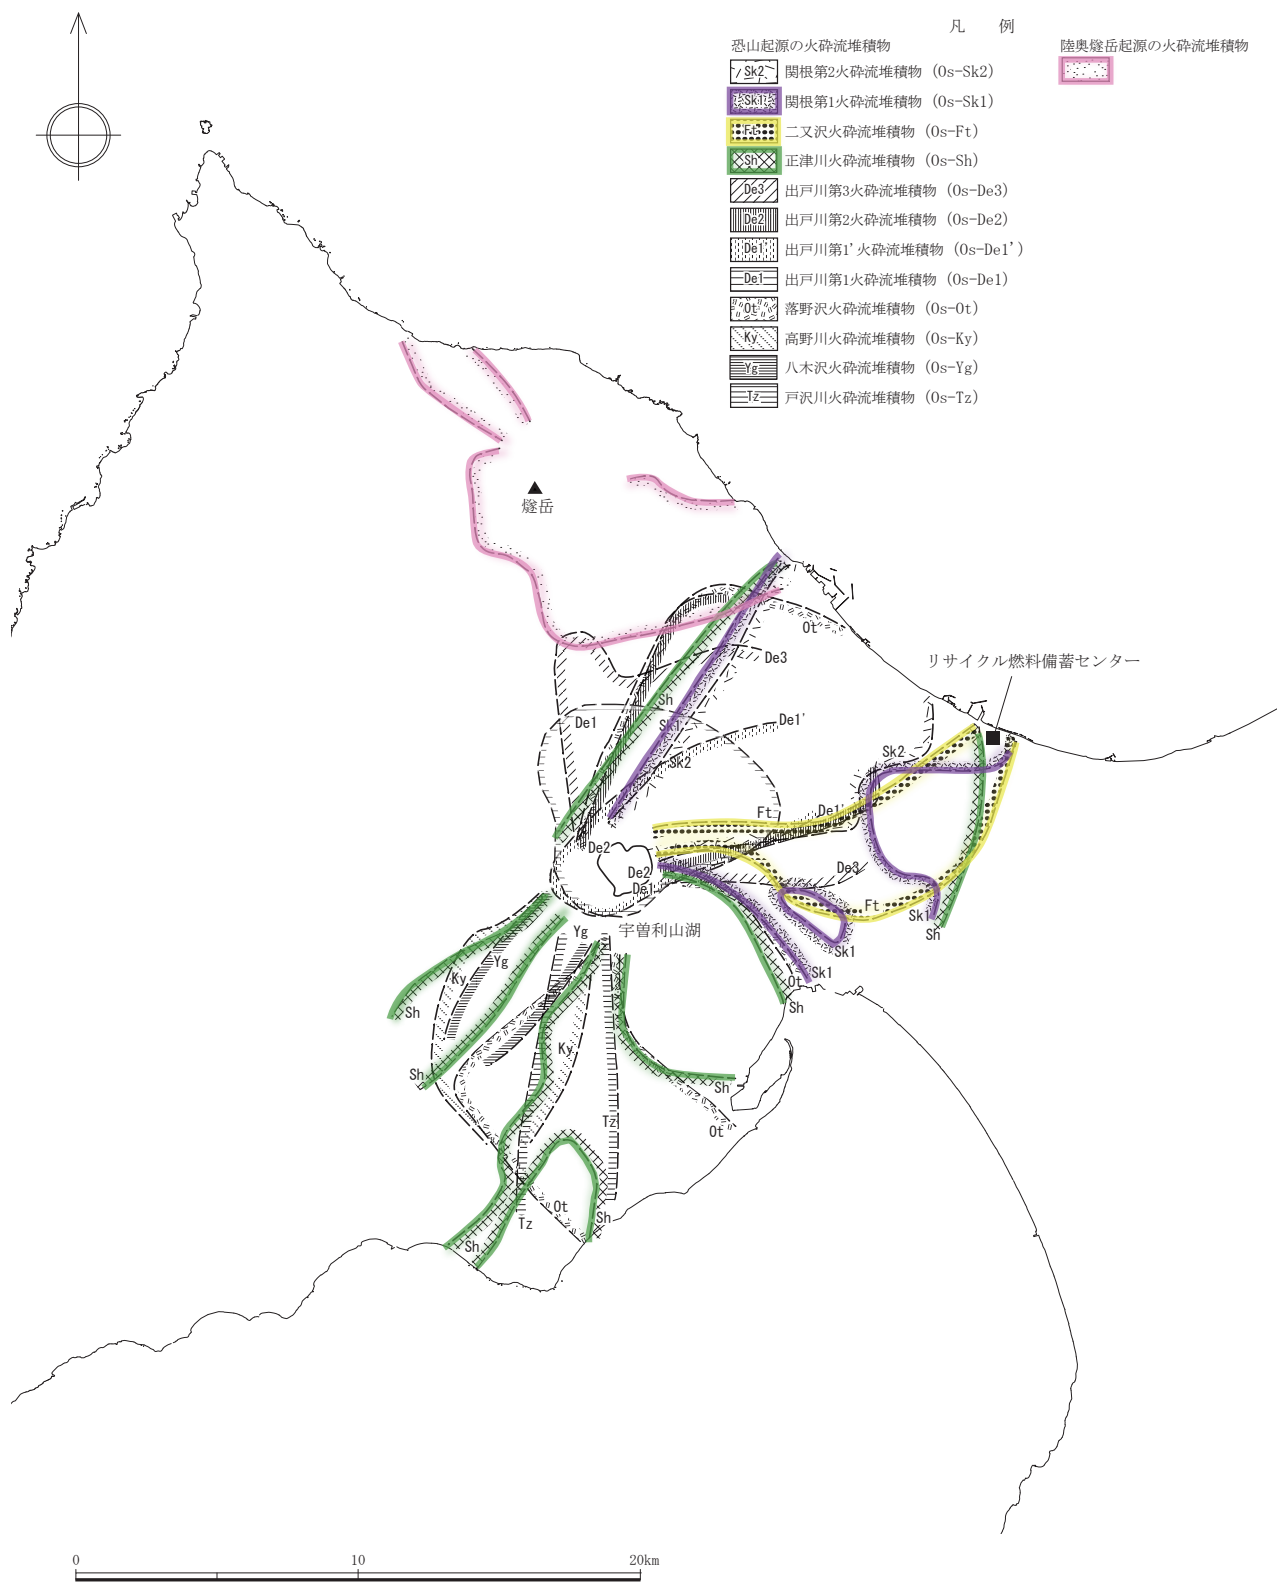 凡 例
恐山起源の火砕流堆積物
陸奥燧岳起源の火砕流堆積物
Sk2 関根第2火砕流堆積物 (Os-Sk2)
Sk1 関根第1火砕流堆積物 (Os-Sk1)
Ft 二又沢火砕流堆積物 (Os-Ft)
Sh 正津川火砕流堆積物 (Os-Sh)
De3 出戸川第3火砕流堆積物 (Os-De3)
De2 出戸川第2火砕流堆積物 (Os-De2)
De1' 出戸川第1'火砕流堆積物 (Os-De1')
De1 出戸川第1火砕流堆積物 (Os-De1)
Ot 落野沢火砕流堆積物 (Os-Ot)
Ky 高野川火砕流堆積物 (Os-Ky)
Yg 八木沢火砕流堆積物 (Os-Yg)
Tz 戸沢川火砕流堆積物 (Os-Tz)
燧岳
Ot
De3
リサイクル燃料備蓄センター
Sh
De1
De1'
Sk1
Sk2
Sk2
Ft
De1'
De2
De2
De3
De1
Ft
Sk1
Sh
Yg
宇曽利山湖
Sk1
Yg
Ky
Sk1
Ot
Sh
Sh
Ky
Sh
Sh
Tz
Ot
Ot
Sh
Tz
Sh
0
10
20km